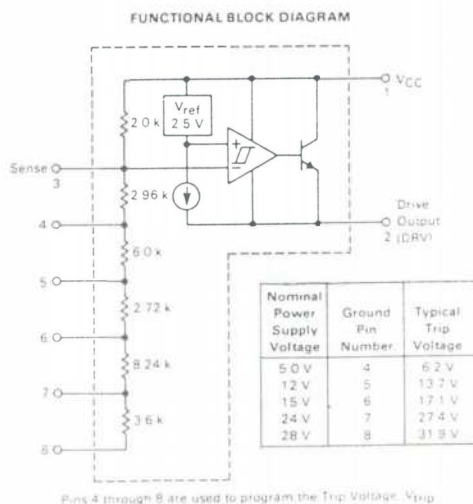 FUNCTIONAL BLOCK DIAGRAM
VCC
1
Vref
2.5 V
2.0 k
Sense
3
+
−
2.96 k
Drive
Output
(DRV)
2
4
6.0 k
5
2.72 k
6
8.24 k
7
3.6 k
8
Nominal Power Supply Voltage Ground Pin Number Typical Trip Voltage
5.0 V 4 6.2 V
12 V 5 13.7 V
15 V 6 17.1 V
24 V 7 27.4 V
28 V 8 31.9 V
Pins 4 through 8 are used to program the Trip Voltage, Vtrip